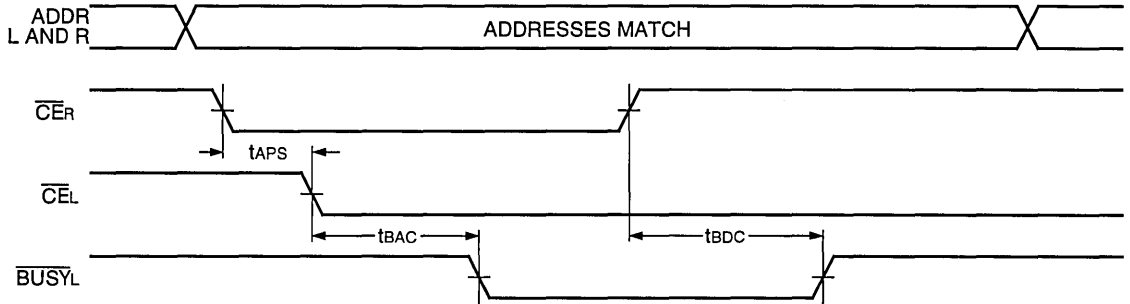 ADDR
L AND R
ADDRESSES MATCH
CER
tAPS
CEL
tBAC
tBDC
BUSYL